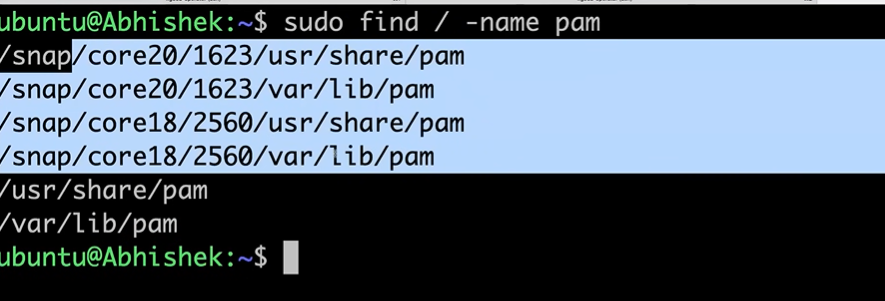 ubuntu@Abhishek:~$ sudo find / -name pam
/snap/core20/1623/usr/share/pam
/snap/core20/1623/var/lib/pam
/snap/core18/2560/usr/share/pam
/snap/core18/2560/var/lib/pam
/usr/share/pam
/var/lib/pam
ubuntu@Abhishek:~$